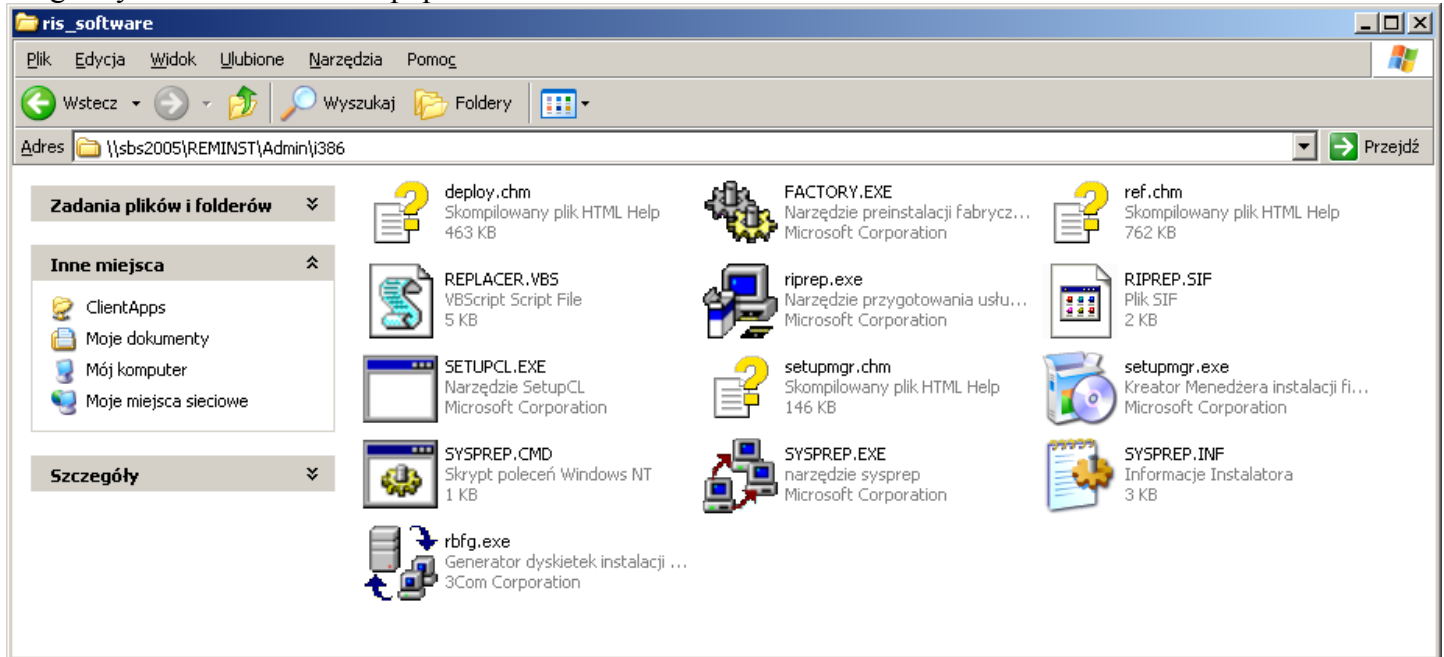 ris_software
Plik Edycja Widok Ulubione Narzędzia Pomoc
Wstecz Wyszukaj Foldery
Adres \\sbs2005\REMINST\Admin\i386 Przejdź
Zadania plików i folderów
Inne miejsca
ClientApps
Moje dokumenty
Mój komputer
Moje miejsca sieciowe
Szczegóły
deploy.chm
Skompilowany plik HTML Help
463 KB
FACTORY.EXE
Narzędzie preinstalacji fabrycz...
Microsoft Corporation
ref.chm
Skompilowany plik HTML Help
762 KB
REPLACER.VBS
VBScript Script File
5 KB
riprep.exe
Narzędzie przygotowania usłu...
Microsoft Corporation
RIPREP.SIF
Plik SIF
2 KB
SETUPCL.EXE
Narzędzie SetupCL
Microsoft Corporation
setupmgr.chm
Skompilowany plik HTML Help
146 KB
setupmgr.exe
Kreator Menedżera instalacji fi...
Microsoft Corporation
SYSPREP.CMD
Skrypt poleceń Windows NT
1 KB
SYSPREP.EXE
narzędzie sysprep
Microsoft Corporation
SYSPREP.INF
Informacje Instalatora
3 KB
rbfg.exe
Generator dyskietek instalacji ...
3Com Corporation